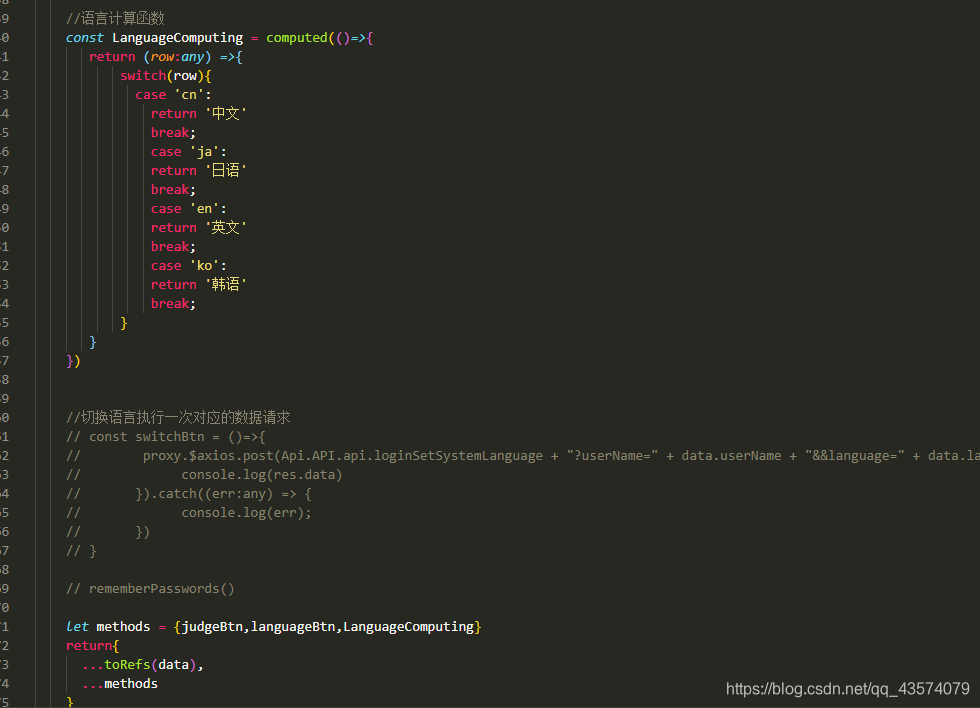 9 //语言计算函数
0 const LanguageComputing = computed(()=>{
1 return (row:any) =>{
2 switch(row){
3 case 'cn':
4 return '中文'
5 break;
6 case 'ja':
7 return '日语'
8 break;
9 case 'en':
0 return '英文'
1 break;
2 case 'ko':
3 return '韩语'
4 break;
5 }
6 }
7 })
8
9
0 //切换语言执行一次对应的数据请求
1 // const switchBtn = ()=>{
2 // proxy.$axios.post(Api.API.api.loginSetSystemLanguage + "?userName=" + data.userName + "&&language=" + data.la
3 // console.log(res.data)
4 // }).catch((err:any) => {
5 // console.log(err);
6 // })
7 // }
8
9 // rememberPasswords()
0
1 let methods = {judgeBtn,languageBtn,LanguageComputing}
2 return{
3 ...toRefs(data),
4 ...methods
5 }
https://blog.csdn.net/qq_43574079